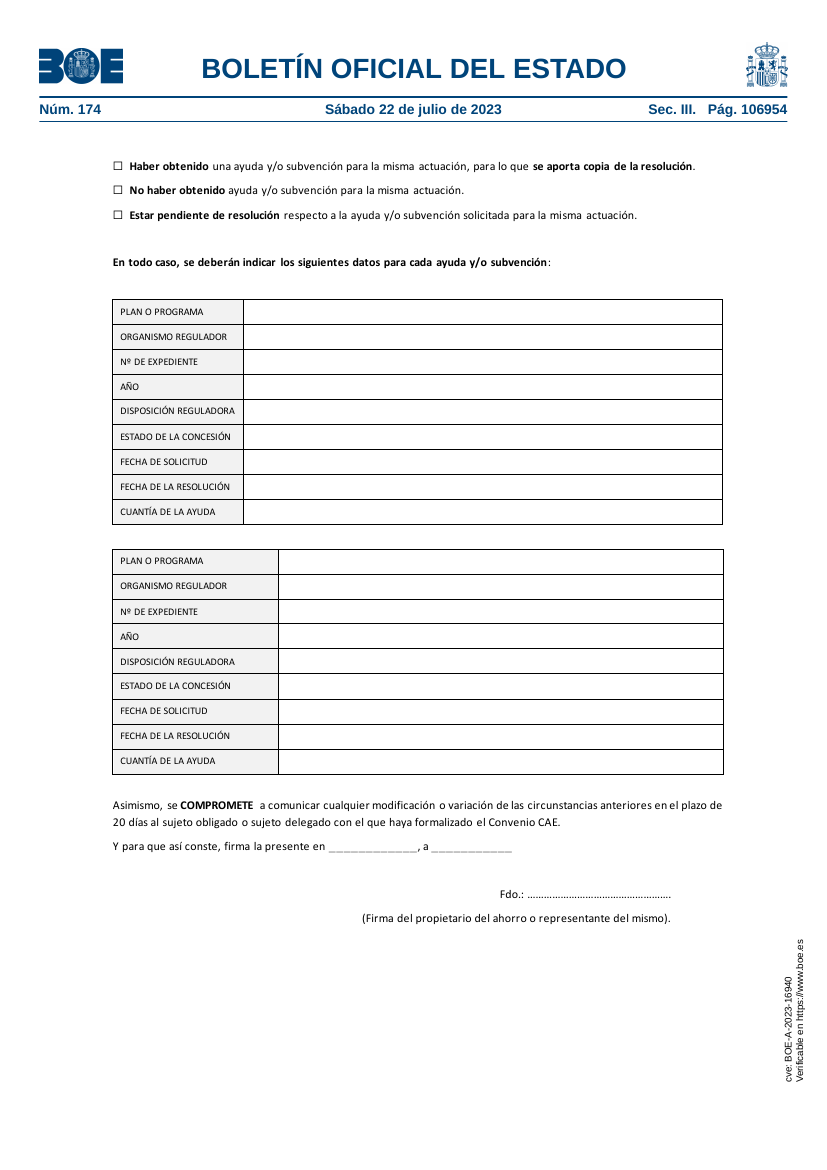 BOE
BOLETÍN OFICIAL DEL ESTADO
Núm. 174 Sábado 22 de julio de 2023 Sec. III. Pág. 106954
☐ Haber obtenido una ayuda y/o subvención para la misma actuación, para lo que se aporta copia de la resolución.
☐ No haber obtenido ayuda y/o subvención para la misma actuación.
☐ Estar pendiente de resolución respecto a la ayuda y/o subvención solicitada para la misma actuación.
En todo caso, se deberán indicar los siguientes datos para cada ayuda y/o subvención:
PLAN O PROGRAMA
ORGANISMO REGULADOR
Nº DE EXPEDIENTE
AÑO
DISPOSICIÓN REGULADORA
ESTADO DE LA CONCESIÓN
FECHA DE SOLICITUD
FECHA DE LA RESOLUCIÓN
CUANTÍA DE LA AYUDA
PLAN O PROGRAMA
ORGANISMO REGULADOR
Nº DE EXPEDIENTE
AÑO
DISPOSICIÓN REGULADORA
ESTADO DE LA CONCESIÓN
FECHA DE SOLICITUD
FECHA DE LA RESOLUCIÓN
CUANTÍA DE LA AYUDA
Asimismo, se COMPROMETE a comunicar cualquier modificación o variación de las circunstancias anteriores en el plazo de
20 días al sujeto obligado o sujeto delegado con el que haya formalizado el Convenio CAE.
Y para que así conste, firma la presente en ____________, a ___________
Fdo.: …………………………………………….
(Firma del propietario del ahorro o representante del mismo).
cve: BOE-A-2023-16940
Verificable en https://www.boe.es